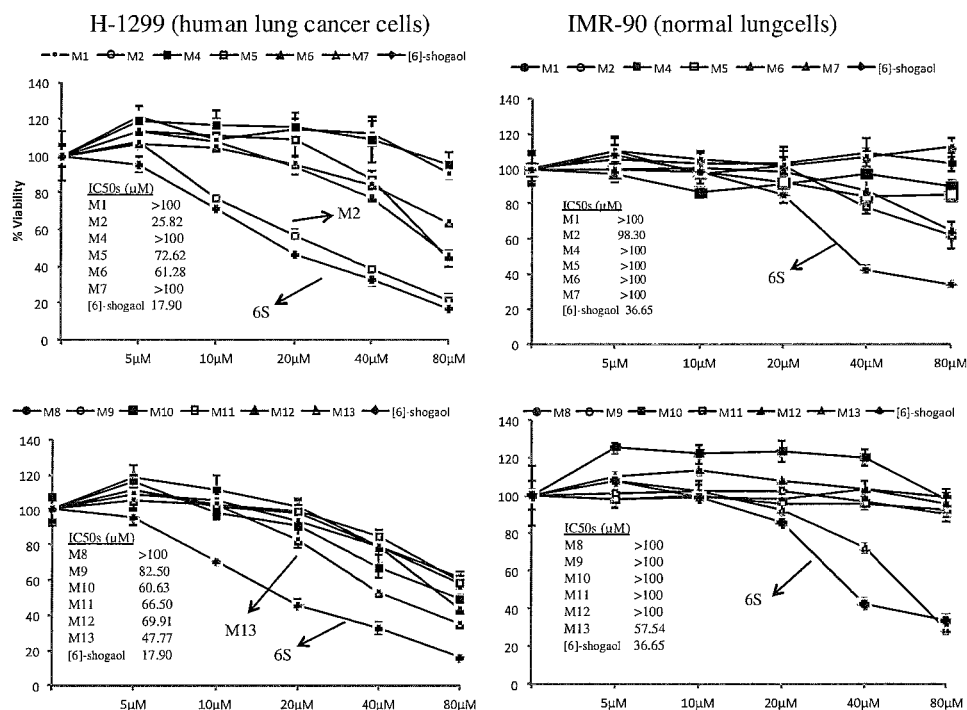 H-1299 (human lung cancer cells)
IMR-90 (normal lungcells)
M1 M2 M4 M5 M6 M7 [6]-shogaol
140
120
100
80
60
40
20
0
% Viability
IC50s (µM)
M1 >100
M2 25.82
M4 >100
M5 72.62
M6 61.28
M7 >100
[6]-shogaol 17.90
M2
6S
5µM 10µM 20µM 40µM 80µM
M1 M2 M4 M5 M6 M7 [6]-shogaol
140
120
100
80
60
40
20
0
IC50s (µM)
M1 >100
M2 98.30
M4 >100
M5 >100
M6 >100
M7 >100
[6]-shogaol 36.65
6S
5µM 10µM 20µM 40µM 80µM
M8 M9 M10 M11 M12 M13 [6]-shogaol
140
120
100
80
60
40
20
0
IC50s (µM)
M8 >100
M9 82.50
M10 60.63
M11 66.50
M12 69.91
M13 47.77
[6]-shogaol 17.90
M13
6S
5µM 10µM 20µM 40µM 80µM
M8 M9 M10 M11 M12 M13 [6]-shogaol
140
120
100
80
60
40
20
0
IC50s (µM)
M8 >100
M9 >100
M10 >100
M11 >100
M12 >100
M13 57.54
[6]-shogaol 36.65
6S
5µM 10µM 20µM 40µM 80µM